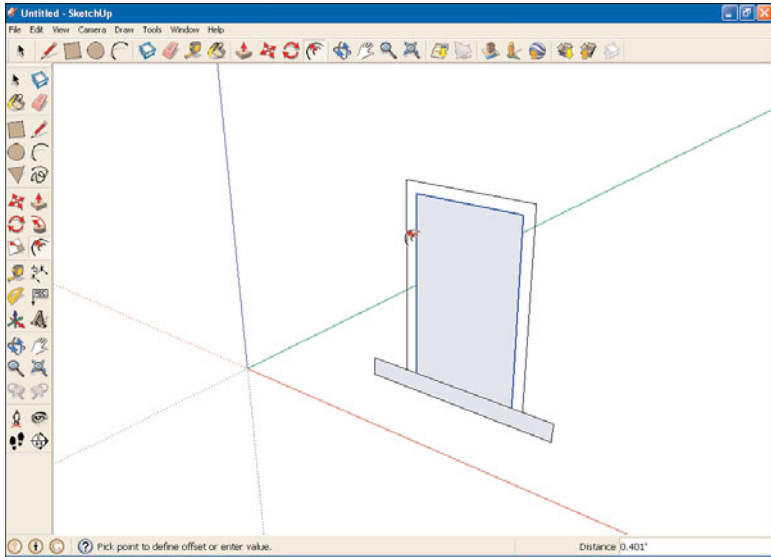 Untitled - SketchUp
File Edit View Camera Draw Tools Window Help
ABC
Pick point to define offset or enter value.
Distance 0.401"